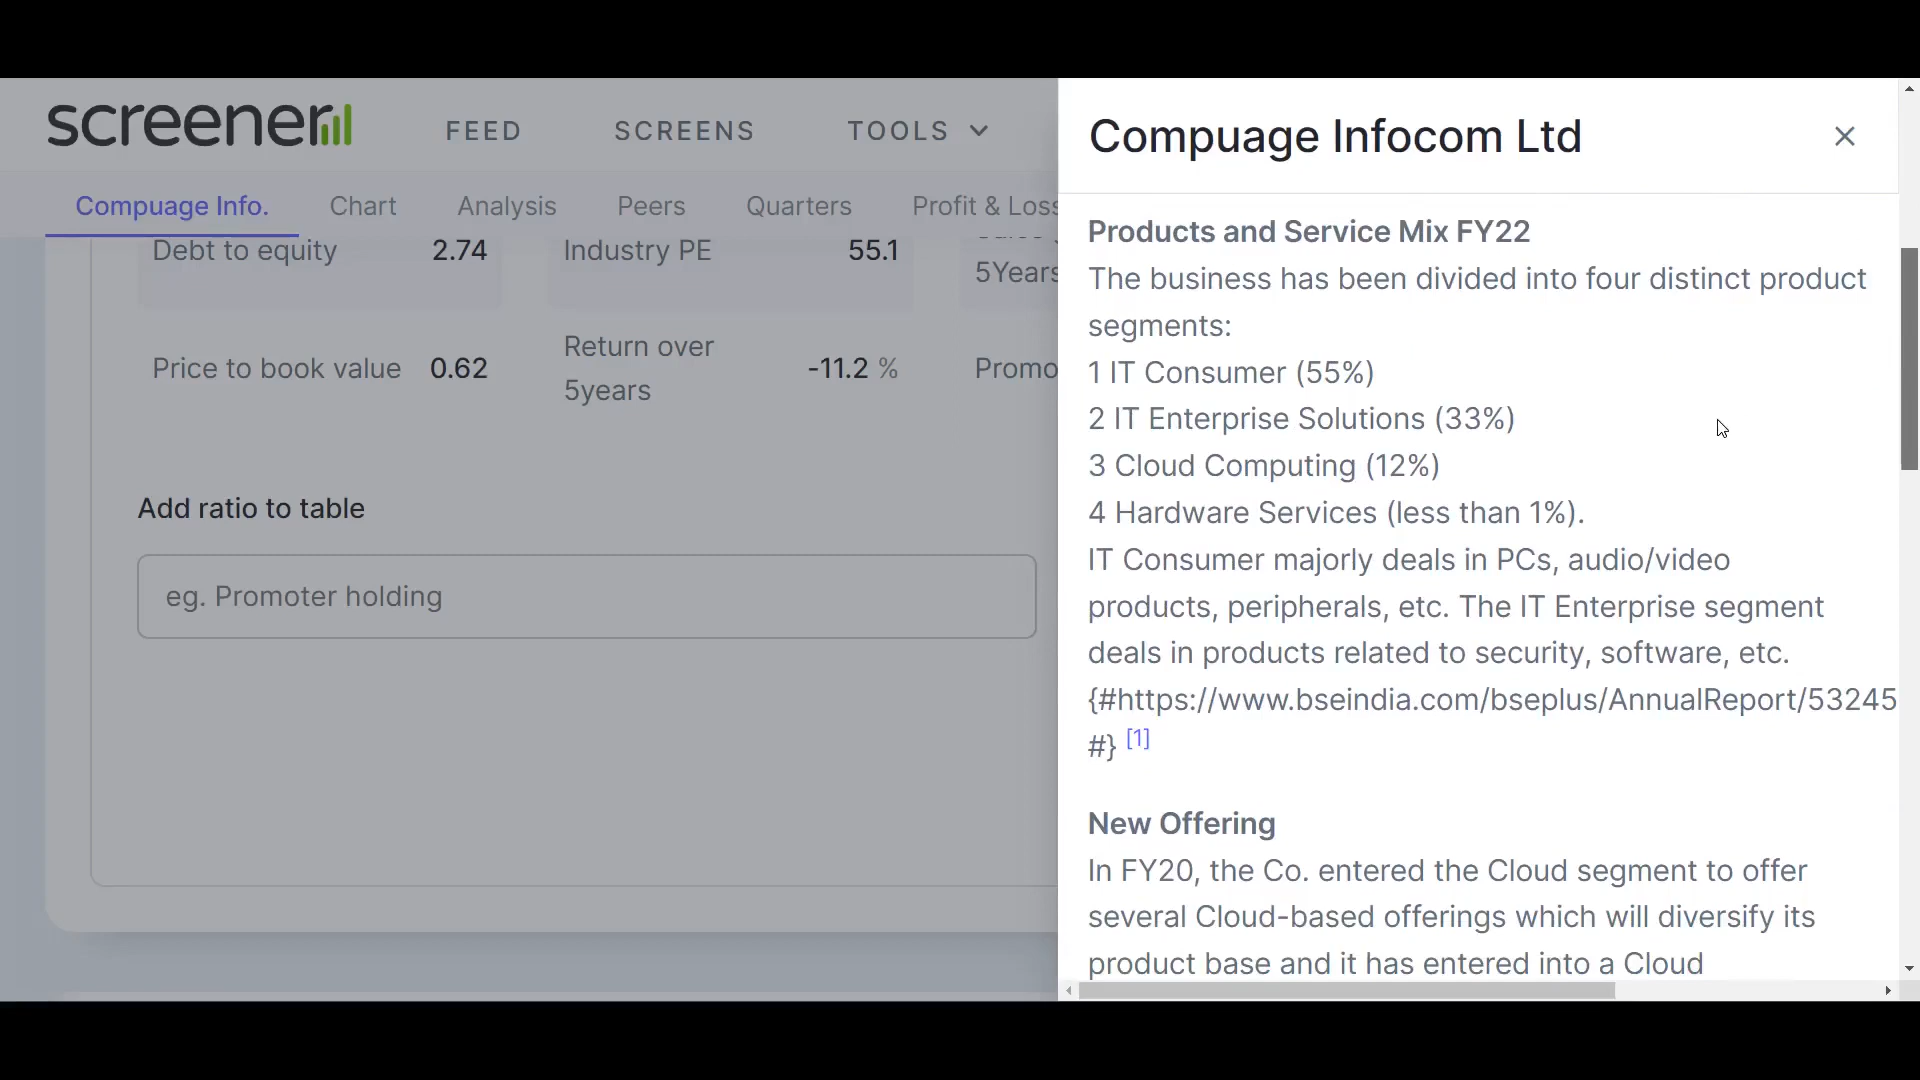 screener
FEED
SCREENS
TOOLS
Compuage Info.
Chart
Analysis
Peers
Quarters
Profit & Loss
Debt to equity
2.74
Industry PE
55.1
5Years
Price to book value
0.62
Return over
5years
-11.2 %
Promo
Add ratio to table
eg. Promoter holding
Compuage Infocom Ltd
Products and Service Mix FY22
The business has been divided into four distinct product
segments:
1 IT Consumer (55%)
2 IT Enterprise Solutions (33%)
3 Cloud Computing (12%)
4 Hardware Services (less than 1%).
IT Consumer majorly deals in PCs, audio/video
products, peripherals, etc. The IT Enterprise segment
deals in products related to security, software, etc.
{#https://www.bseindia.com/bseplus/AnnualReport/53245
#} [1]
New Offering
In FY20, the Co. entered the Cloud segment to offer
several Cloud-based offerings which will diversify its
product base and it has entered into a Cloud